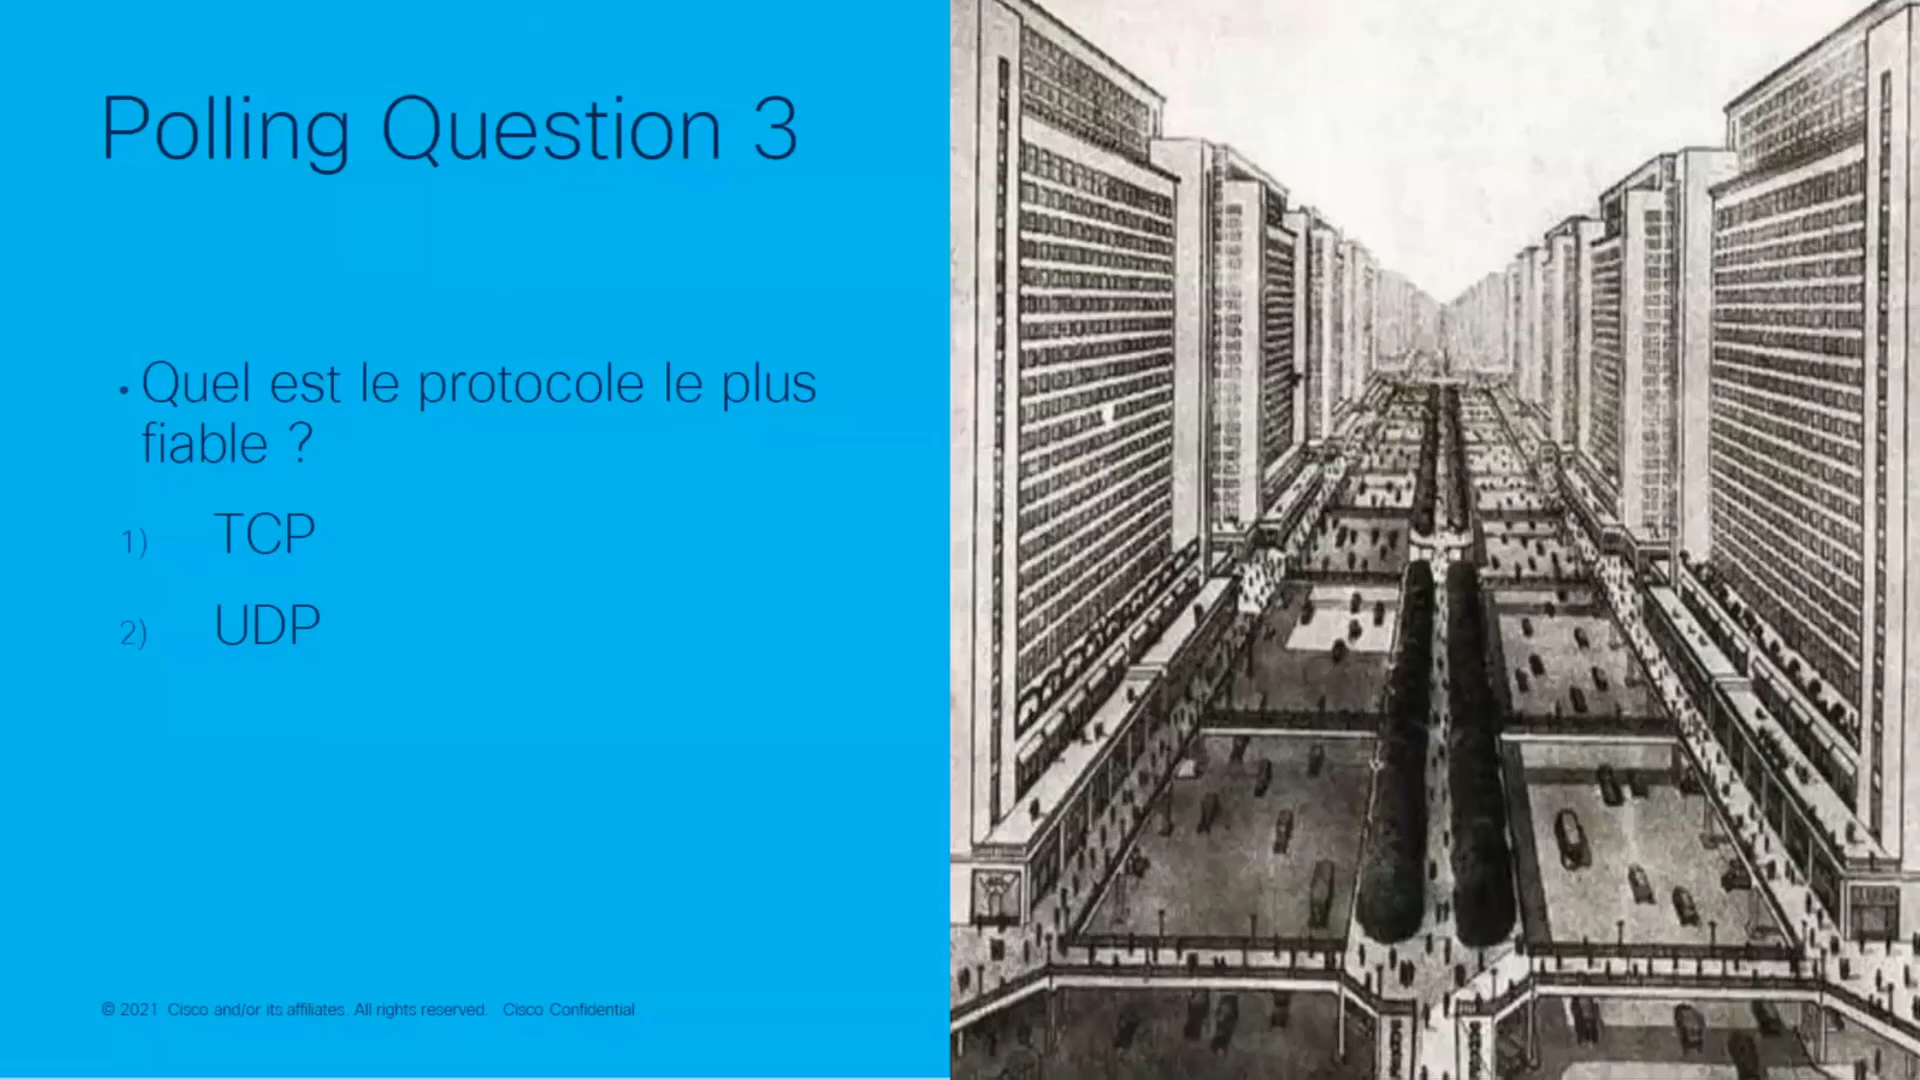 Polling Question 3
• Quel est le protocole le plus
fiable ?
1) TCP
2) UDP
© 2021 Cisco and/or its affiliates. All rights reserved. Cisco Confidential